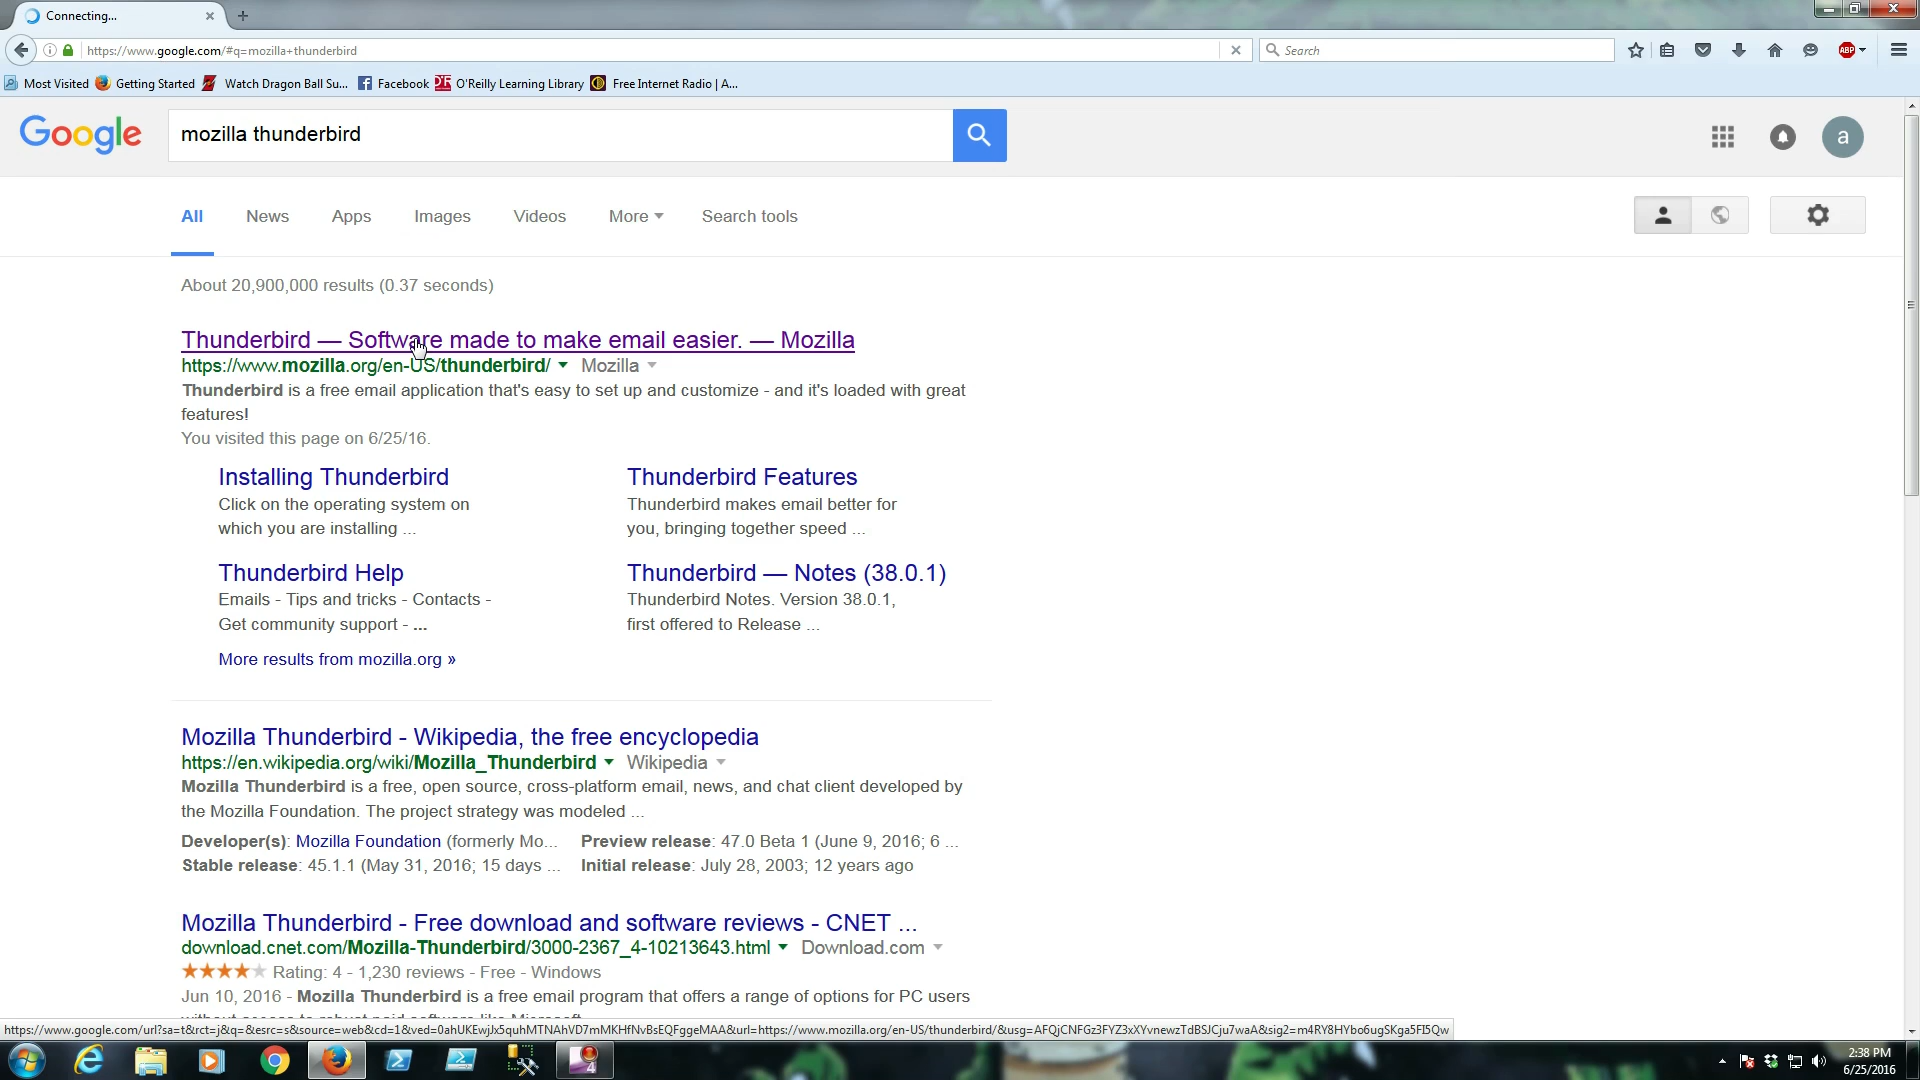 Connecting...
https://www.google.com/#q=mozilla+thunderbird
Search
ABP
Most Visited Getting Started Watch Dragon Ball Su... Facebook O'Reilly Learning Library Free Internet Radio | A...
Google
mozilla thunderbird
a
All News Apps Images Videos More Search tools
About 20,900,000 results (0.37 seconds)
Thunderbird — Software made to make email easier. — Mozilla
https://www.mozilla.org/en-US/thunderbird/ Mozilla
Thunderbird is a free email application that's easy to set up and customize - and it's loaded with great
features!
You visited this page on 6/25/16.
Installing Thunderbird
Click on the operating system on
which you are installing ...
Thunderbird Features
Thunderbird makes email better for
you, bringing together speed ...
Thunderbird Help
Emails - Tips and tricks - Contacts -
Get community support - ...
Thunderbird — Notes (38.0.1)
Thunderbird Notes. Version 38.0.1,
first offered to Release ...
More results from mozilla.org »
Mozilla Thunderbird - Wikipedia, the free encyclopedia
https://en.wikipedia.org/wiki/Mozilla_Thunderbird Wikipedia
Mozilla Thunderbird is a free, open source, cross-platform email, news, and chat client developed by
the Mozilla Foundation. The project strategy was modeled ...
Developer(s): Mozilla Foundation (formerly Mo... Preview release: 47.0 Beta 1 (June 9, 2016; 6 ...
Stable release: 45.1.1 (May 31, 2016; 15 days ... Initial release: July 28, 2003; 12 years ago
Mozilla Thunderbird - Free download and software reviews - CNET ...
download.cnet.com/Mozilla-Thunderbird/3000-2367_4-10213643.html Download.com
Rating: 4 - 1,230 reviews - Free - Windows
Jun 10, 2016 - Mozilla Thunderbird is a free email program that offers a range of options for PC users
without access to robust paid software like Microsoft
https://www.google.com/url?sa=t&rct=j&q=&esrc=s&source=web&cd=1&ved=0ahUKEwjJx5quhMTNAhVD7mMKHfNvBsEQFggeMAA&url=https://www.mozilla.org/en-US/thunderbird/&usg=AFQjCNFGz3FYZ3xXYvnewzTdBSJCju7waA&sig2=m4RY8HYbo6ugSKga5FI5Qw
4
2:38 PM
6/25/2016